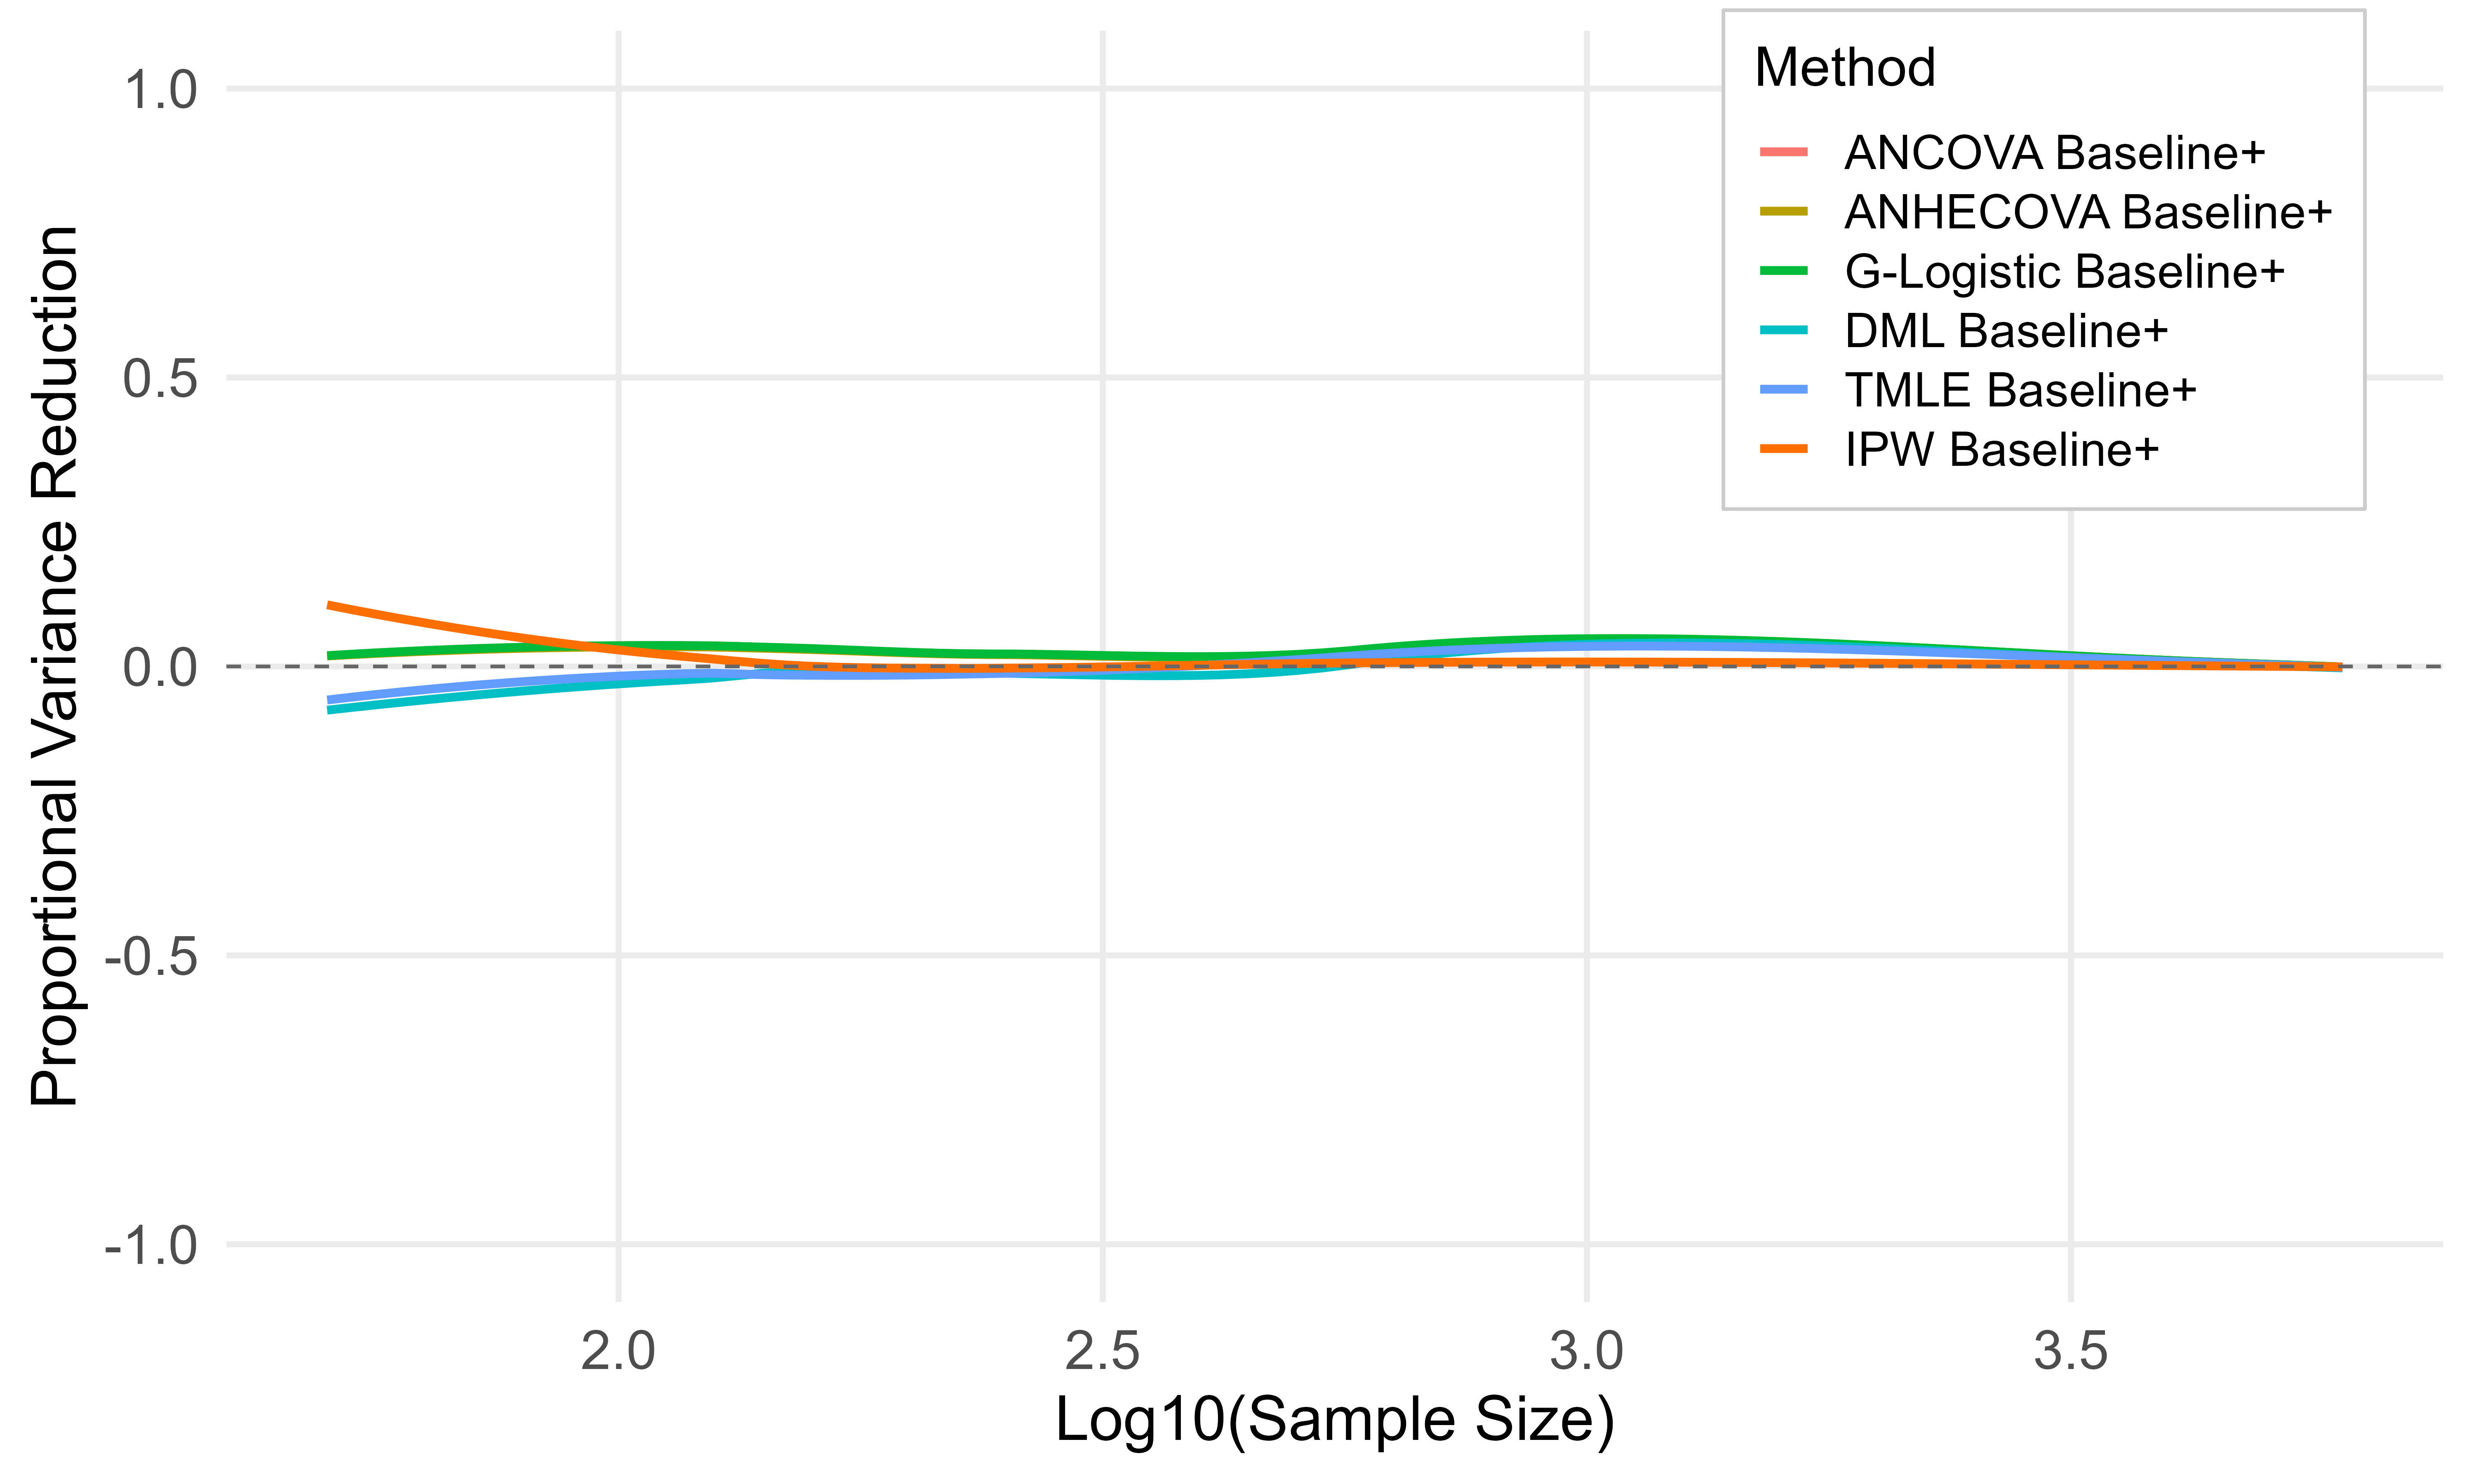 Method
ANCOVA Baseline+
ANHECOVA Baseline+
G-Logistic Baseline+
DML Baseline+
TMLE Baseline+
IPW Baseline+
Proportional Variance Reduction
1.0
0.5
0.0
-0.5
-1.0
2.0 2.5 3.0 3.5
Log10(Sample Size)